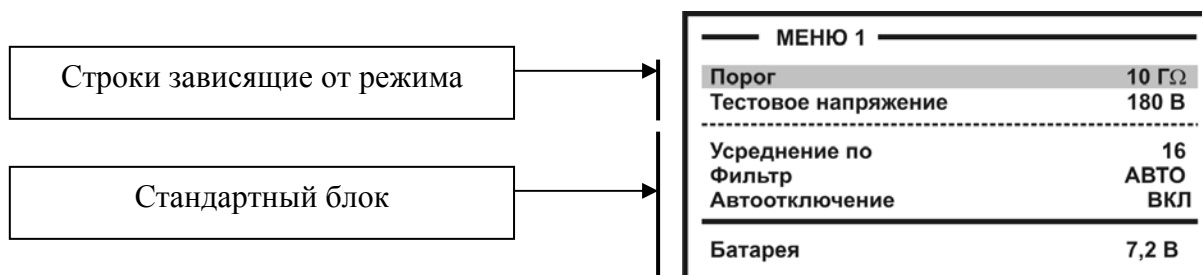 Строки зависящие от режима
Стандартный блок
МЕНЮ 1
Порог 10 ГΩ
Тестовое напряжение 180 В
Усреднение по 16
Фильтр АВТО
Автоотключение ВКЛ
Батарея 7,2 В